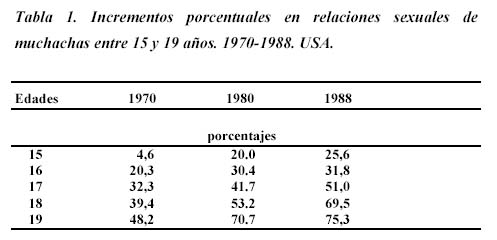 Tabla 1. Incrementos porcentuales en relaciones sexuales de
muchachas entre 15 y 19 años. 1970-1988. USA.
Edades 1970 1980 1988
porcentajes
15 4,6 20.0 25,6
16 20,3 30.4 31,8
17 32,3 41.7 51,0
18 39,4 53.2 69,5
19 48,2 70.7 75,3